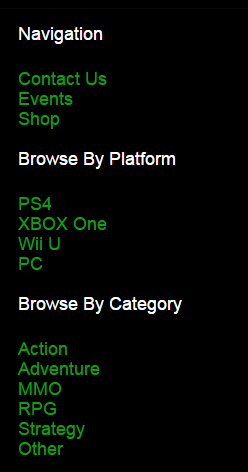 Navigation
Contact Us
Events
Shop
Browse By Platform
PS4
XBOX One
Wii U
PC
Browse By Category
Action
Adventure
MMO
RPG
Strategy
Other